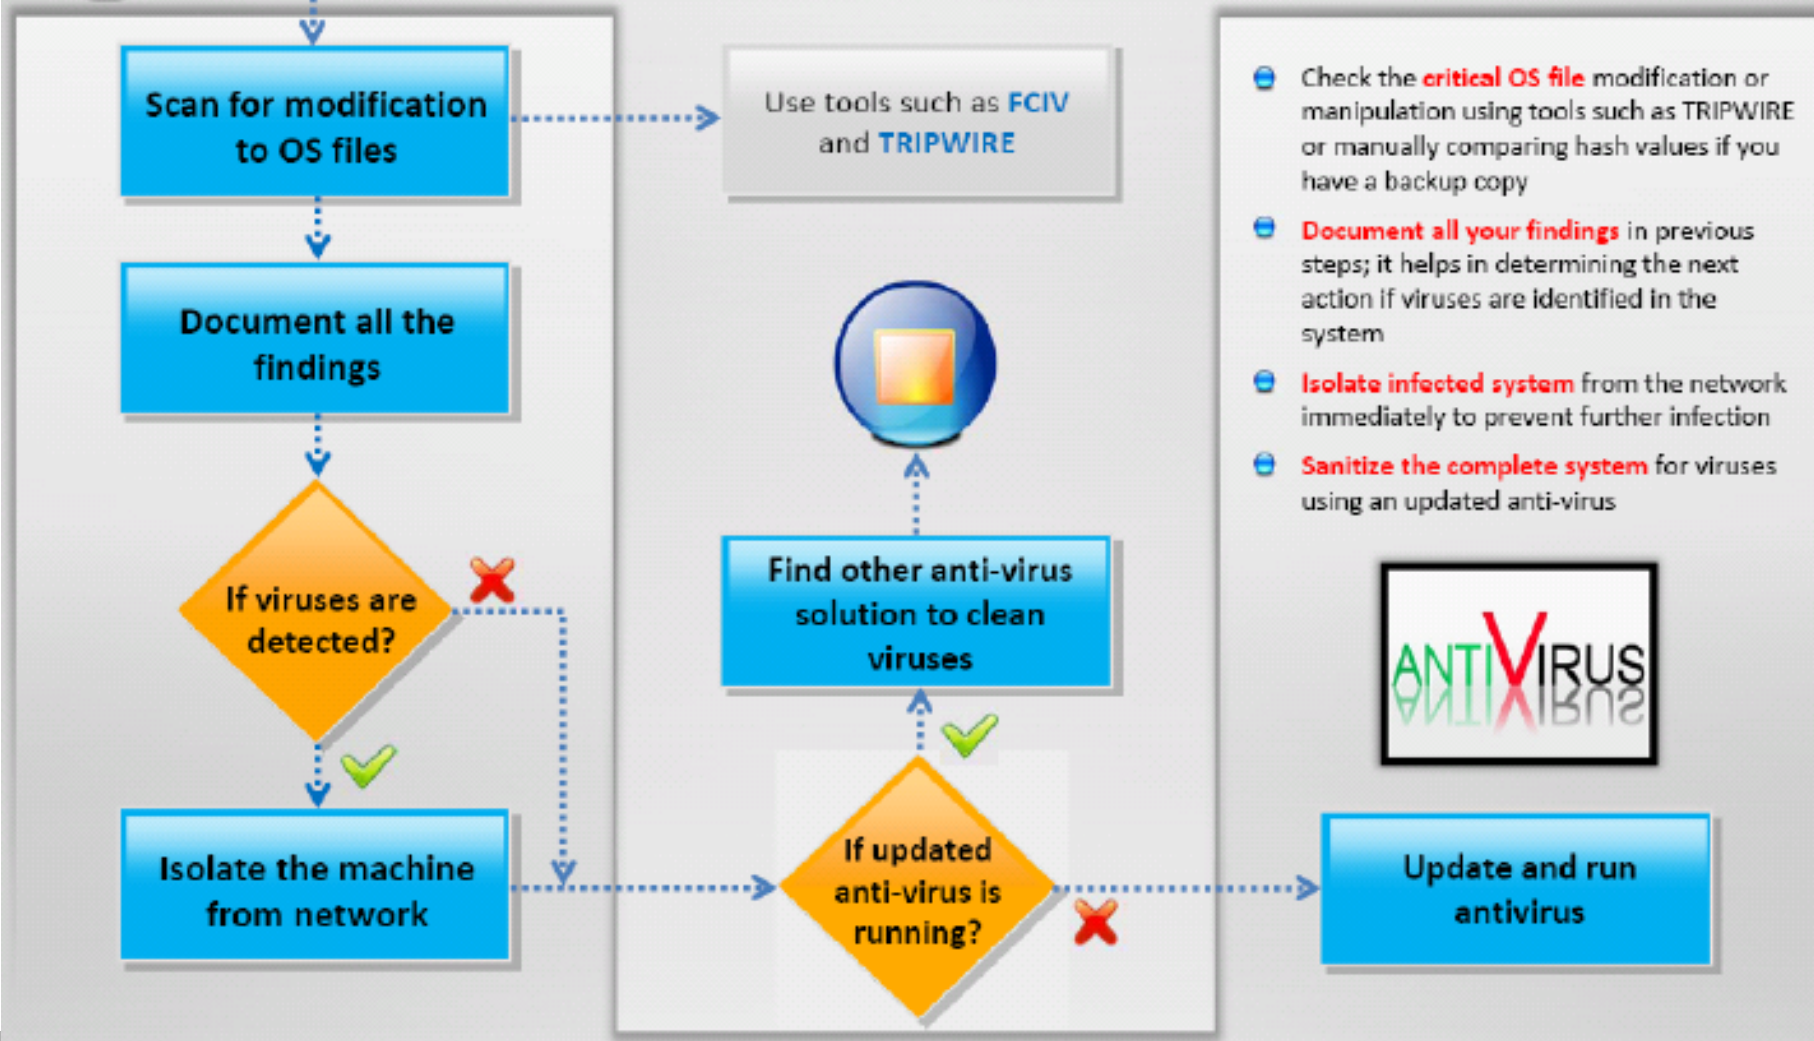 Scan for modification
to OS files
Use tools such as FCIV
and TRIPWIRE
Document all the
findings
If viruses are
detected?
Isolate the machine
from network
Find other anti-virus
solution to clean
viruses
If updated
anti-virus is
running?
Update and run
antivirus
Check the critical OS file modification or
manipulation using tools such as TRIPWIRE
or manually comparing hash values if you
have a backup copy
Document all your findings in previous
steps; it helps in determining the next
action if viruses are identified in the
system
Isolate infected system from the network
immediately to prevent further infection
Sanitize the complete system for viruses
using an updated anti-virus
ANTIVIRUS